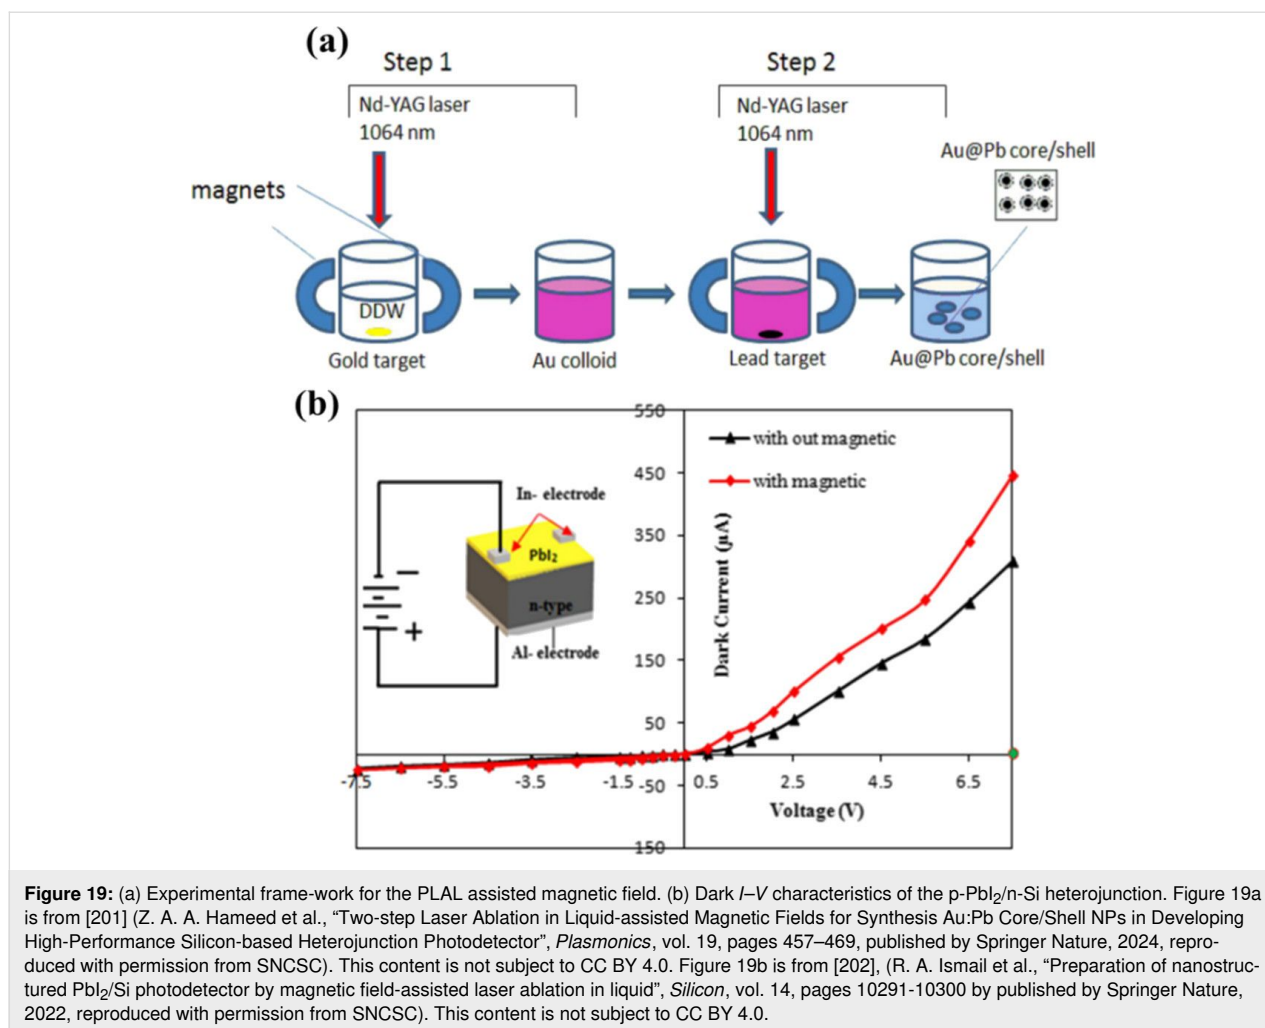 (a)
Step 1
Step 2
Nd-YAG laser
1064 nm
Nd-YAG laser
1064 nm
Au@Pb core/shell
magnets
DDW
Gold target
Au colloid
Lead target
Au@Pb core/shell
(b)
550
with out magnetic
450
with magnetic
In- electrode
350
Dark Current (µA)
PbI₂
250
n-type
Al- electrode
150
50
-7.5
-5.5
-3.5
-1.5
-50
0.5
2.5
4.5
6.5
Voltage (V)
150
−
+
Figure 19: (a) Experimental frame-work for the PLAL assisted magnetic field. (b) Dark I–V characteristics of the p-PbI₂/n-Si heterojunction. Figure 19a
is from [201] (Z. A. A. Hameed et al., “Two-step Laser Ablation in Liquid-assisted Magnetic Fields for Synthesis Au:Pb Core/Shell NPs in Developing
High-Performance Silicon-based Heterojunction Photodetector”, Plasmonics, vol. 19, pages 457–469, published by Springer Nature, 2024, repro-
duced with permission from SNCSC). This content is not subject to CC BY 4.0. Figure 19b is from [202], (R. A. Ismail et al., “Preparation of nanostruc-
tured PbI₂/Si photodetector by magnetic field-assisted laser ablation in liquid”, Silicon, vol. 14, pages 10291-10300 by published by Springer Nature,
2022, reproduced with permission from SNCSC). This content is not subject to CC BY 4.0.